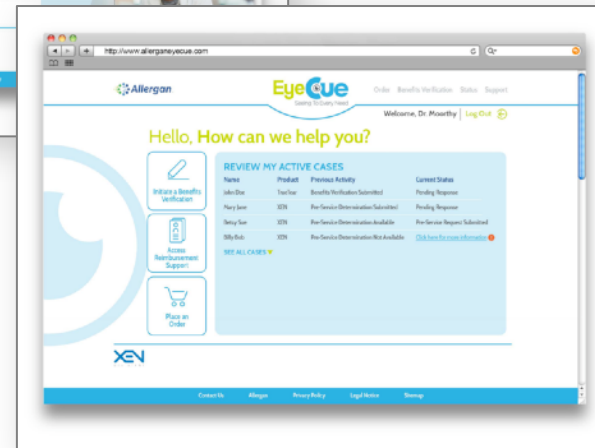 http://www.allerganeyecue.com
Allergan
EyeCue
Seeing To Every Need
Order Benefits Verification Status Support
Welcome, Dr. Moorthy | Log Out
Hello, How can we help you?
Initiate a Benefits
Verification
Access
Reimbursement
Support
Place an
Order
REVIEW MY ACTIVE CASES
Name Product Previous Activity Current Status
John Doe TrueTear Benefits Verification Submitted Pending Response
Mary Jane XEN Pre-Service Determination Submitted Pending Response
Betsy Sue XEN Pre-Service Determination Available Pre-Service Request Submitted
Billy Bob XEN Pre-Service Determination Not Available Click here for more information
SEE ALL CASES
XEN
Contact Us Allergan Privacy Policy Legal Notice Sitemap